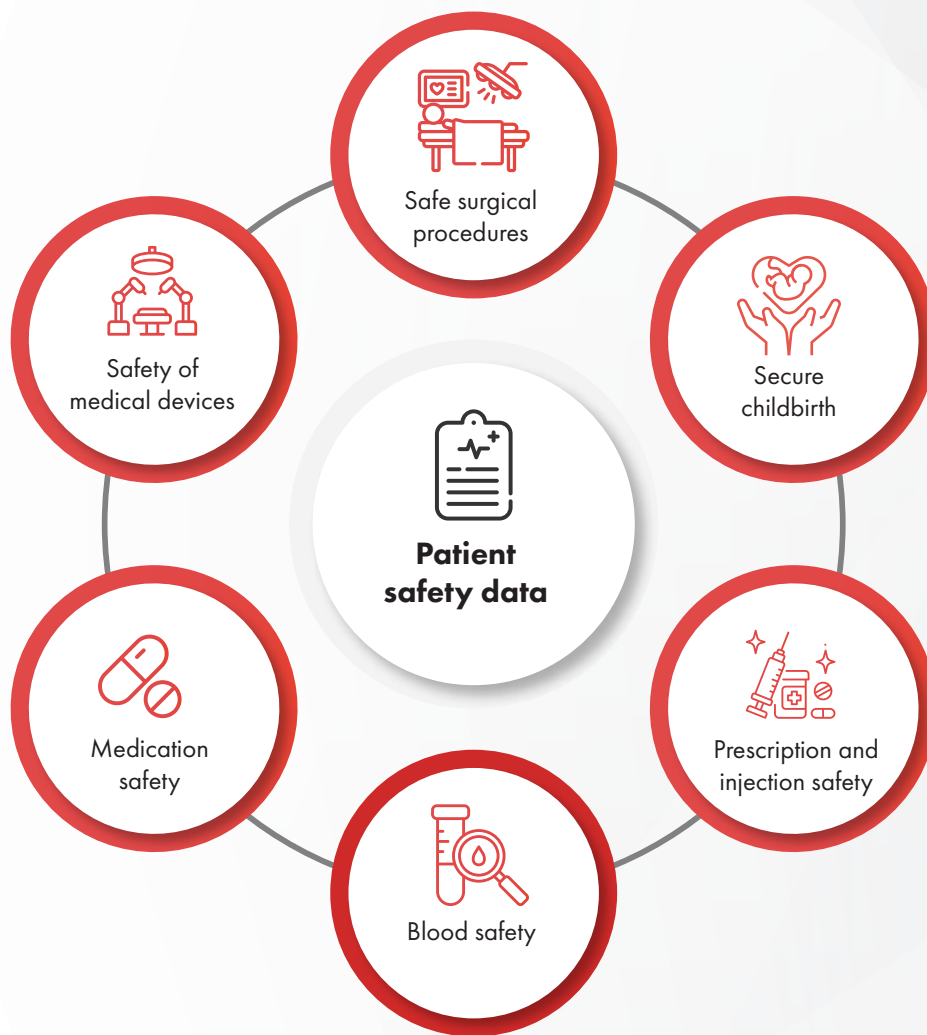 Safe surgical
procedures
Safety of
medical devices
Secure
childbirth
Patient
safety data
Medication
safety
Prescription and
injection safety
Blood safety